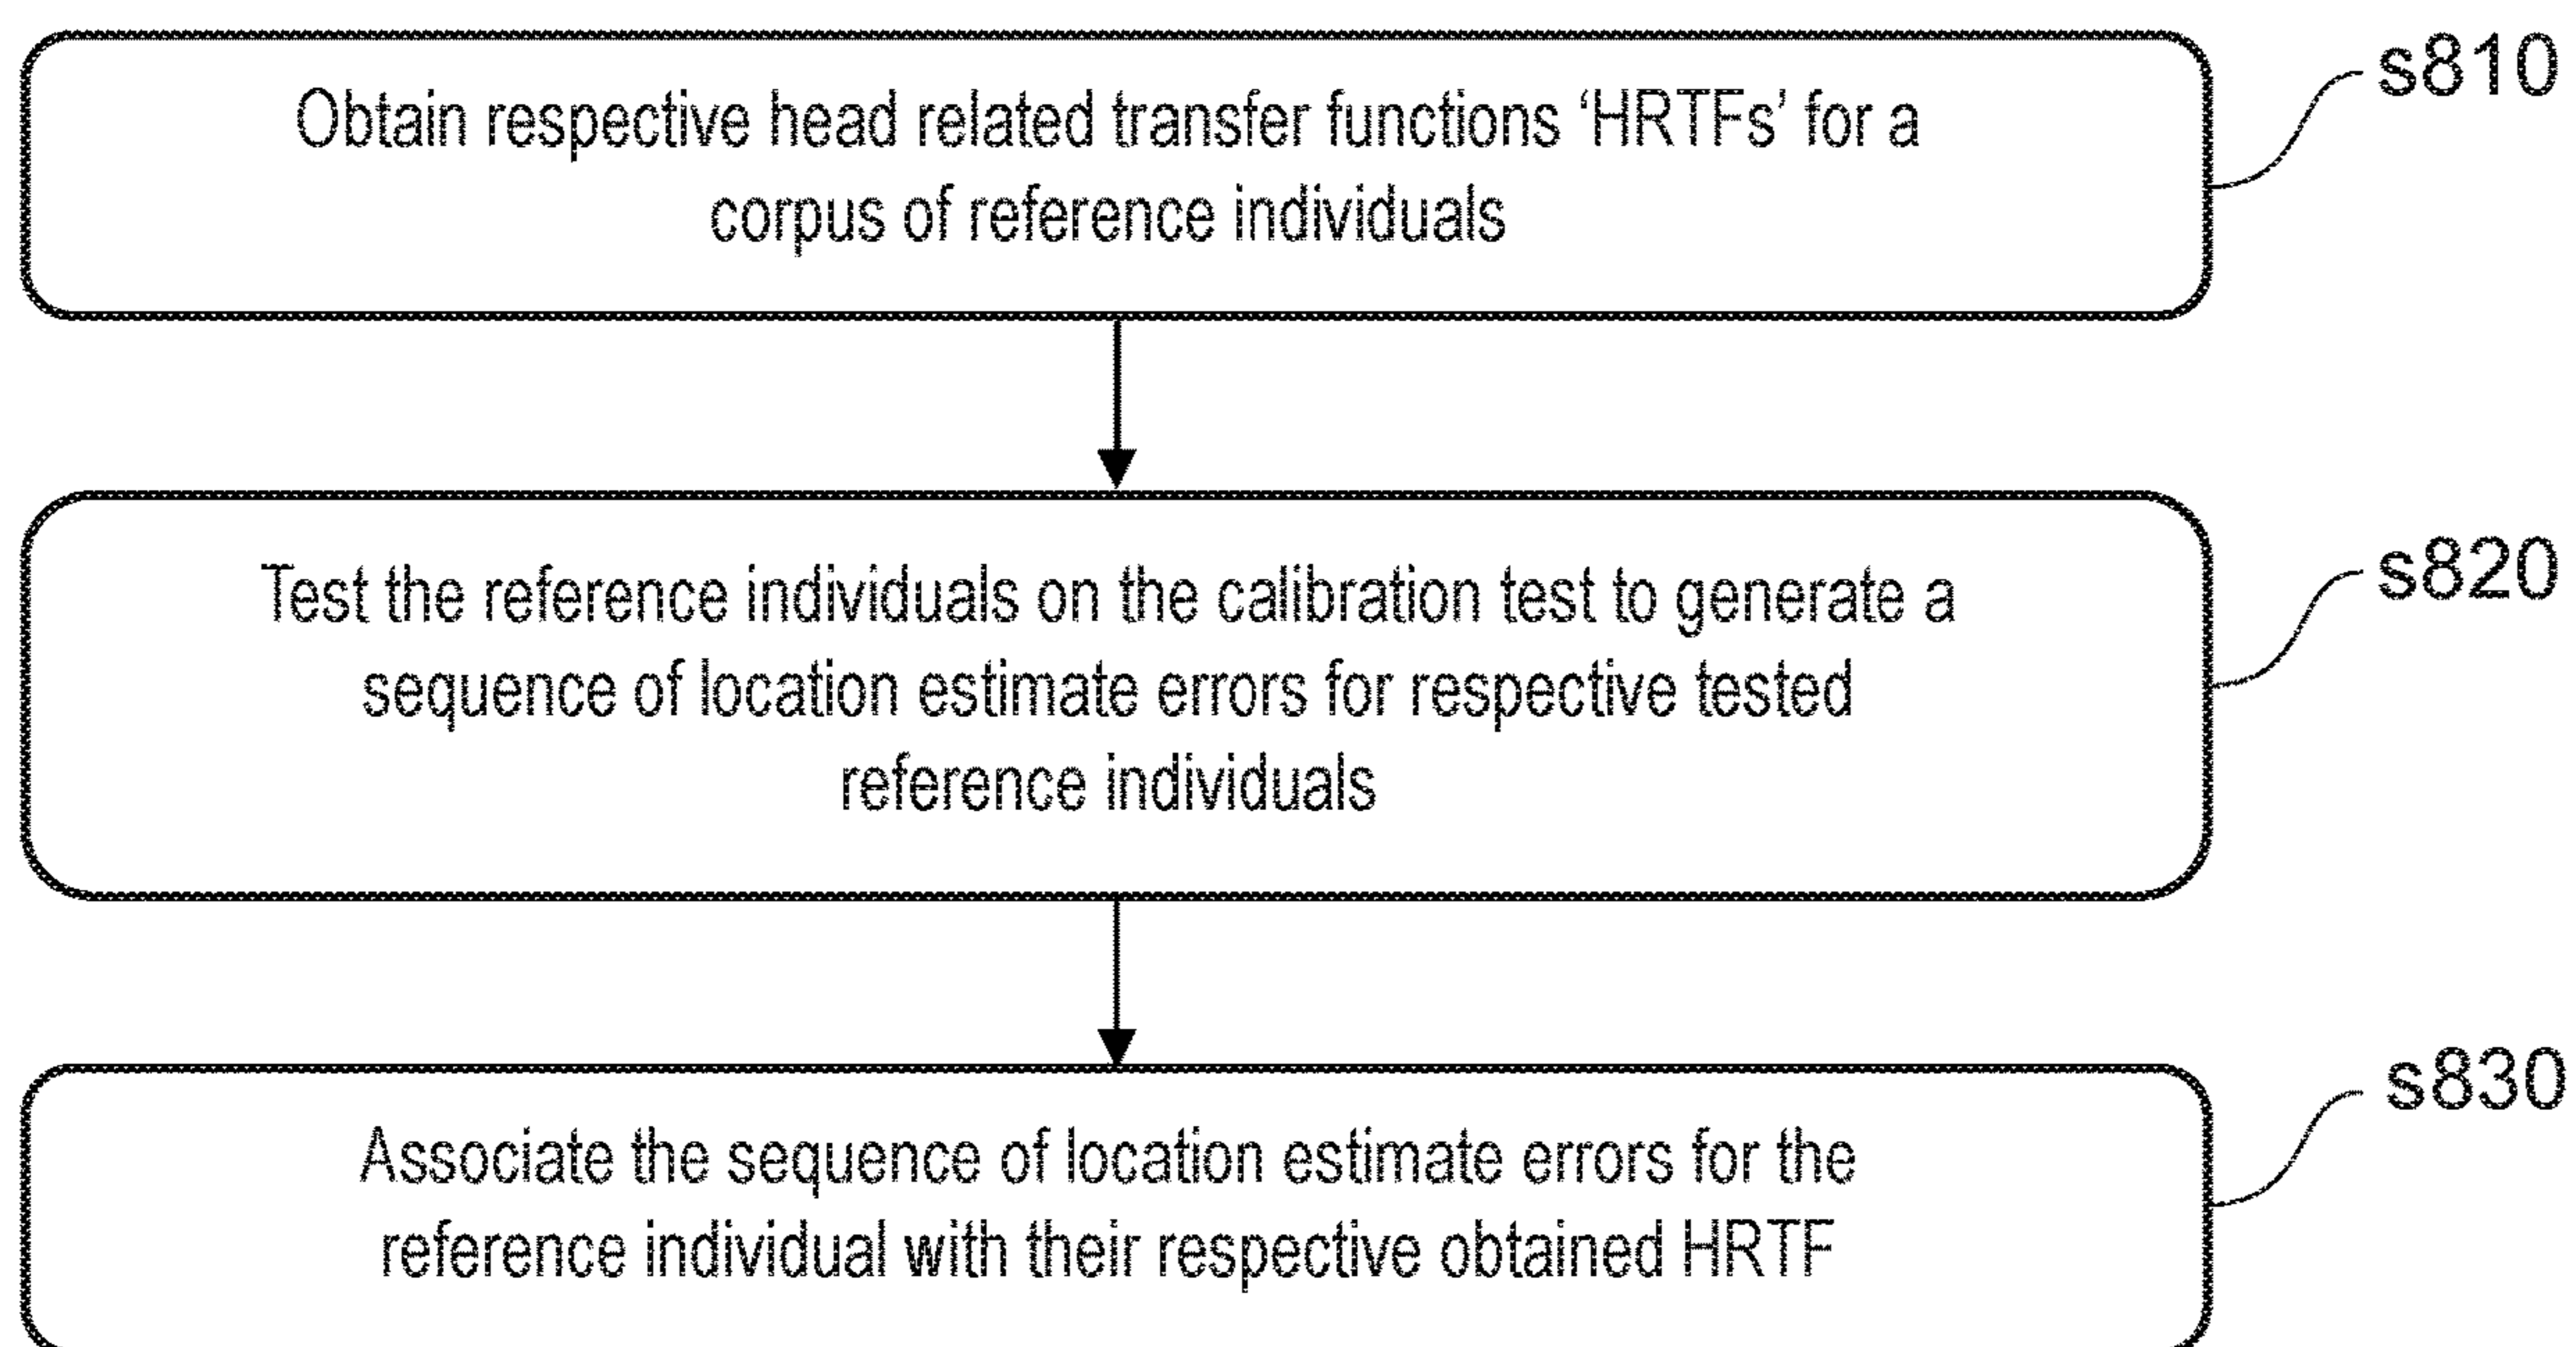 Obtain respective head related transfer functions ‘HRTFs’ for a
corpus of reference individuals
s810
Test the reference individuals on the calibration test to generate a
sequence of location estimate errors for respective tested
reference individuals
s820
Associate the sequence of location estimate errors for the
reference individual with their respective obtained HRTF
s830